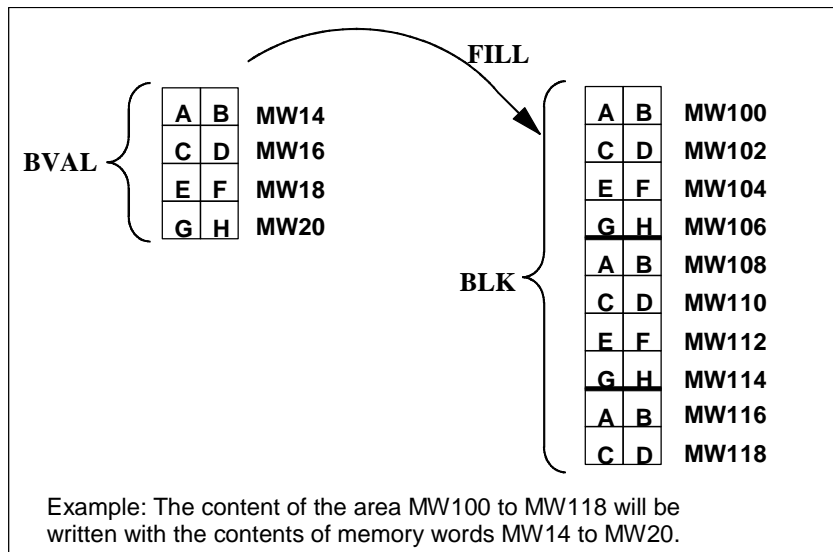 FILL
BVAL
A B MW14
C D MW16
E F MW18
G H MW20
BLK
A B MW100
C D MW102
E F MW104
G H MW106
A B MW108
C D MW110
E F MW112
G H MW114
A B MW116
C D MW118
Example: The content of the area MW100 to MW118 will be
written with the contents of memory words MW14 to MW20.